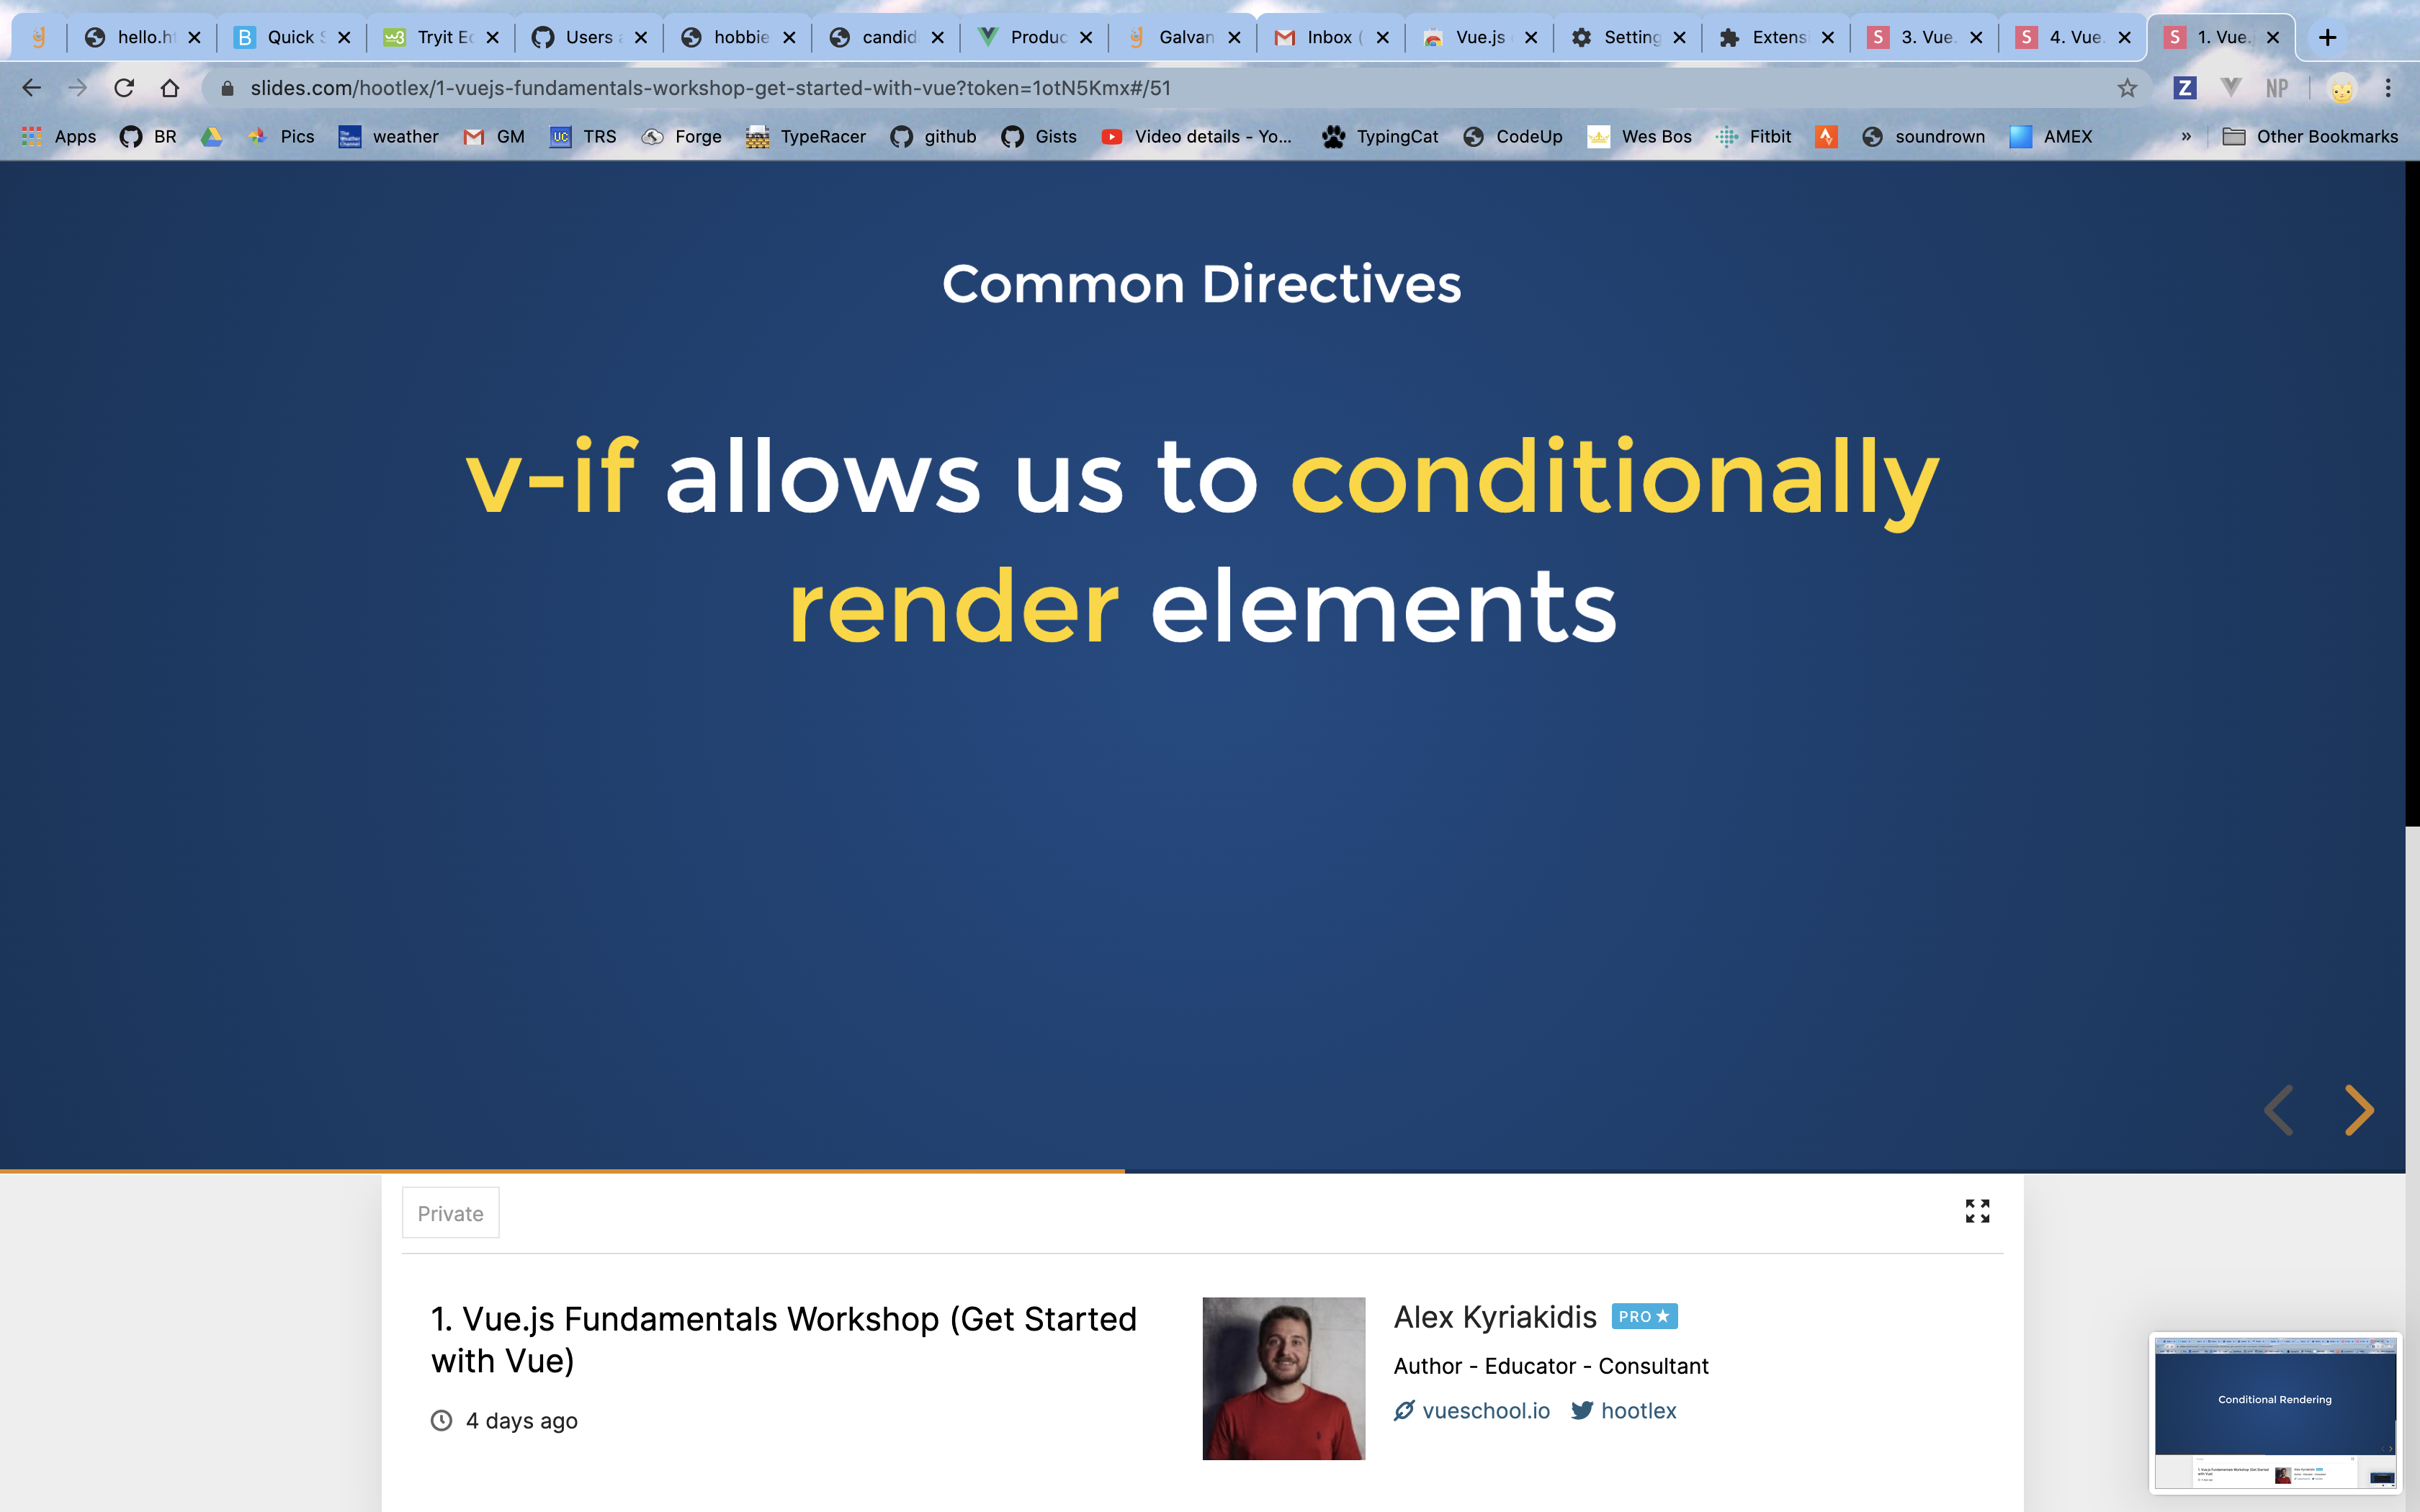 hello.ht
Quick S
Tryit Ed
Users a
hobbie
candid
Produc
Galvan
Inbox (
Vue.js
Setting
Extens
S 3. Vue.
S 4. Vue.
S 1. Vue.
slides.com/hootlex/1-vuejs-fundamentals-workshop-get-started-with-vue?token=1otN5Kmx#/51
Z
NP
Apps
BR
Pics
weather
GM
UC TRS
Forge
TypeRacer
github
Gists
Video details - Yo...
TypingCat
CodeUp
Wes Bos
Fitbit
soundrown
AMEX
»
Other Bookmarks
Common Directives
v-if allows us to conditionally
render elements
Private
1. Vue.js Fundamentals Workshop (Get Started
with Vue)
4 days ago
Alex Kyriakidis PRO
Author - Educator - Consultant
vueschool.io hootlex
Conditional Rendering